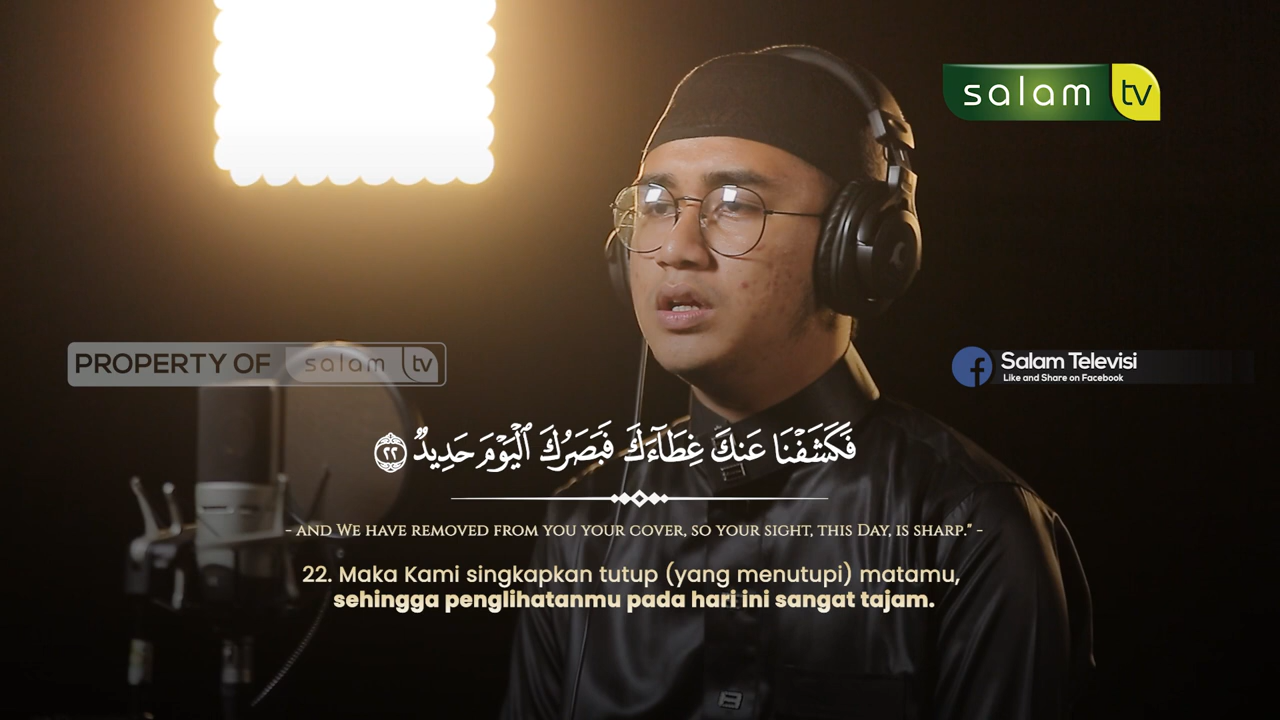 salam tv
PROPERTY OF salam tv
Salam Televisi
Like and Share on Facebook
فَكَشَفْنَا عَنكَ غِطَآءَكَ فَبَصَرُكَ ٱلْيَوْمَ حَدِيدٌ ٢٢
- AND WE HAVE REMOVED FROM YOU YOUR COVER, SO YOUR SIGHT, THIS DAY, IS SHARP." -
22. Maka Kami singkapkan tutup (yang menutupi) matamu,
sehingga penglihatanmu pada hari ini sangat tajam.